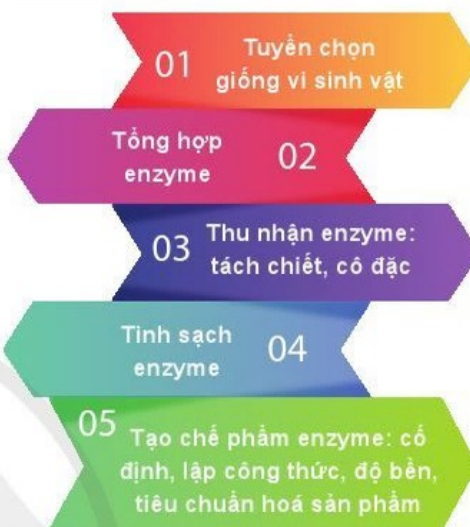 01
Tuyển chọn
giống vi sinh vật
Tổng hợp
enzyme
02
03
Thu nhận enzyme:
tách chiết, cô đặc
Tinh sạch
enzyme
04
05
Tạo chế phẩm enzyme: cố
định, lập công thức, độ bền,
tiêu chuẩn hoá sản phẩm